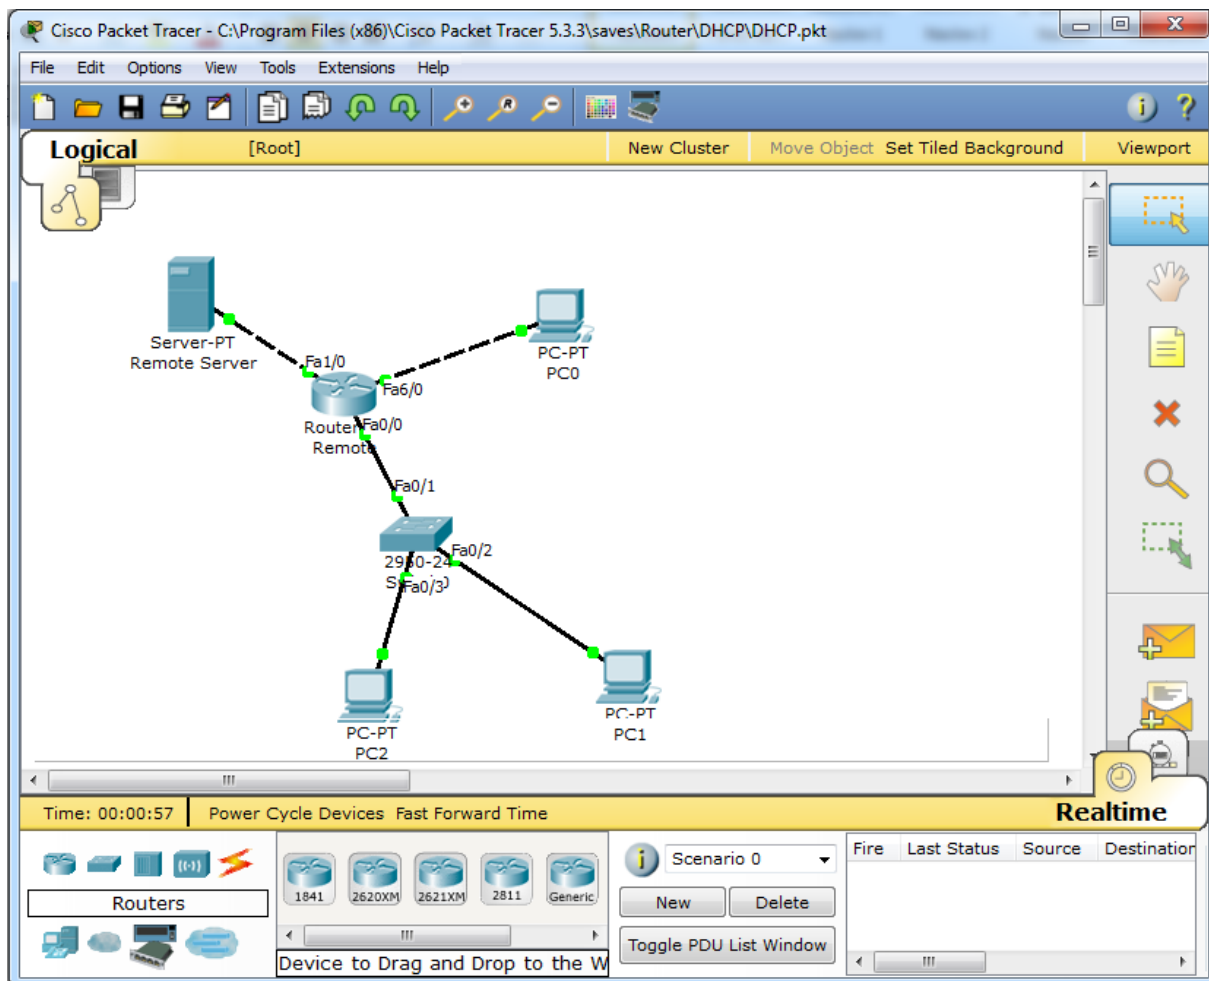 Cisco Packet Tracer - C:\Program Files (x86)\Cisco Packet Tracer 5.3.3\saves\Router\DHCP\DHCP.pkt
File Edit Options View Tools Extensions Help
Logical [Root] New Cluster Move Object Set Tiled Background Viewport
Server-PT
Remote Server
PC-PT
PC0
Fa1/0
Fa6/0
Router Fa0/0
Remote
Fa0/1
Fa0/2
2950-24
Fa0/3
PC-PT
PC2
PC-PT
PC1
Time: 00:00:57 Power Cycle Devices Fast Forward Time Realtime
Routers
1841 2620XM 2621XM 2811 Generic
Device to Drag and Drop to the W
Scenario 0
New Delete
Toggle PDU List Window
Fire Last Status Source Destination